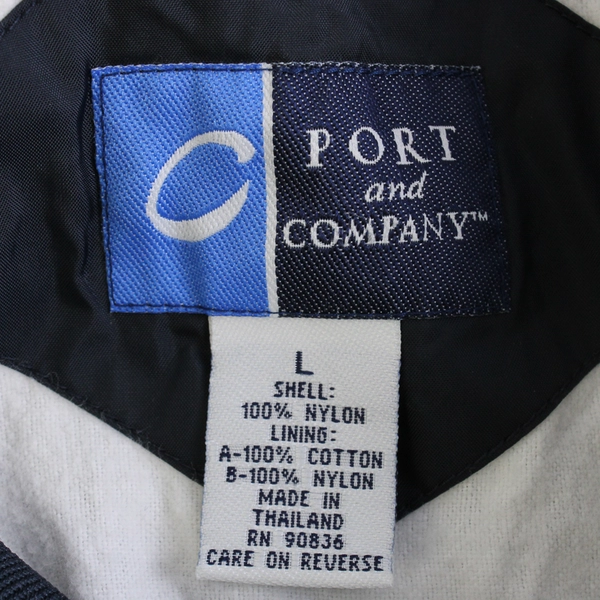 C
PORT
and
COMPANY™
L
SHELL:
100% NYLON
LINING:
A-100% COTTON
B-100% NYLON
MADE IN
THAILAND
RN 90836
CARE ON REVERSE